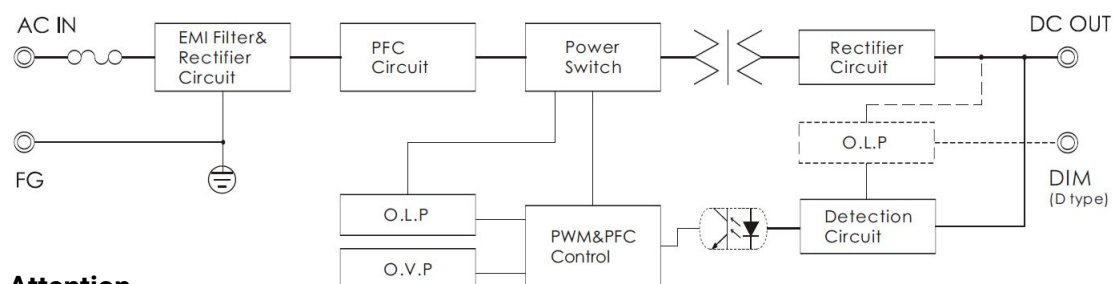 AC IN
EMI Filter&
Rectifier
Circuit
PFC
Circuit
Power
Switch
Rectifier
Circuit
DC OUT
FG
O.L.P
DIM
(D type)
O.L.P
PWM&PFC
Control
Detection
Circuit
O.V.P
Attention